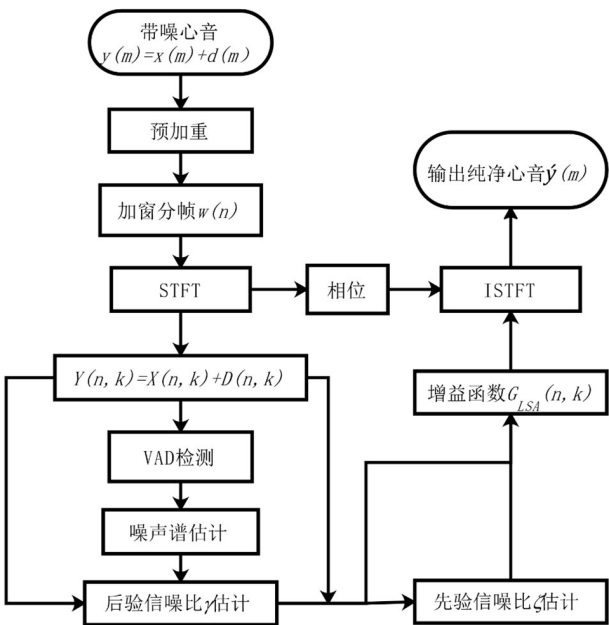 带噪心音
y(m)=x(m)+d(m)
预加重
加窗分帧w(n)
STFT
相位
ISTFT
输出纯净心音ý(m)
Y(n,k)=X(n,k)+D(n,k)
增益函数G_LSA(n,k)
VAD检测
噪声谱估计
后验信噪比γ估计
先验信噪比ζ估计